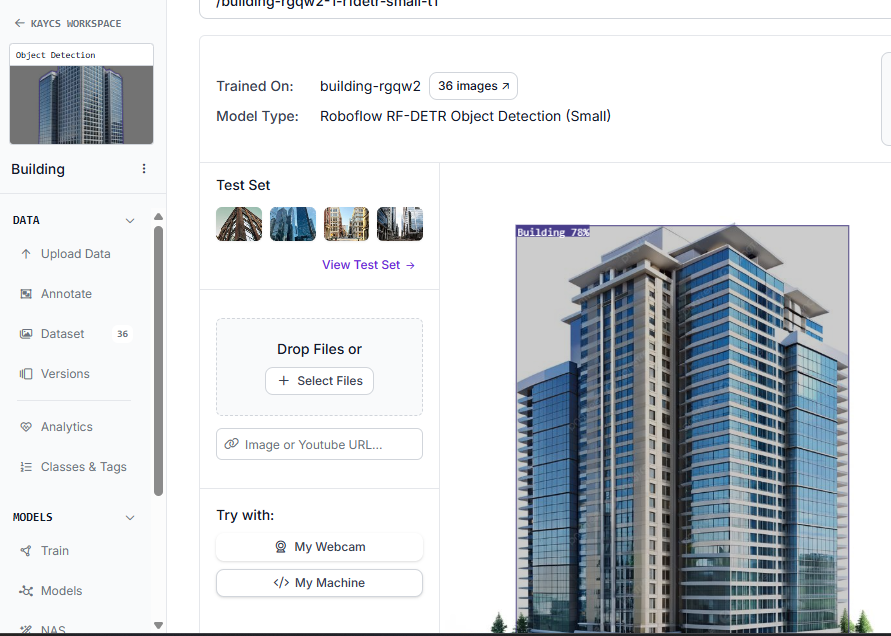 KAYCS WORKSPACE
Object Detection
Building
DATA
Upload Data
Annotate
Dataset 36
Versions
Analytics
Classes & Tags
MODELS
Train
Models
NAS
/building-rgqw2-1-rfdetr-small-t1
Trained On: building-rgqw2 36 images ↗
Model Type: Roboflow RF-DETR Object Detection (Small)
Test Set
View Test Set →
Drop Files or
+ Select Files
Image or Youtube URL...
Try with:
My Webcam
</> My Machine
Building 78%